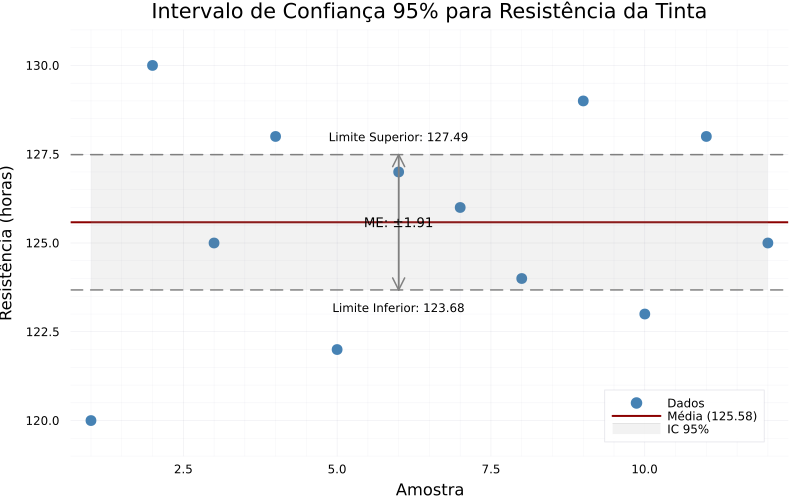 Intervalo de Confiança 95% para Resistência da Tinta
Resistência (horas)
130.0
127.5
125.0
122.5
120.0
Limite Superior: 127.49
ME: ±1.91
Limite Inferior: 123.68
Dados
Média (125.58)
IC 95%
2.5
5.0
7.5
10.0
Amostra